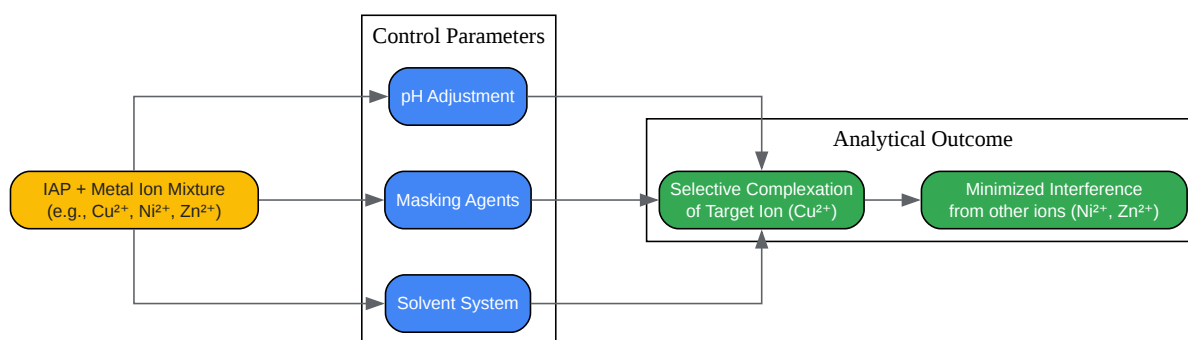 Control Parameters
pH Adjustment
Analytical Outcome
IAP + Metal Ion Mixture
(e.g., Cu²⁺, Ni²⁺, Zn²⁺)
Masking Agents
Selective Complexation
of Target Ion (Cu²⁺)
Minimized Interference
from other ions (Ni²⁺, Zn²⁺)
Solvent System